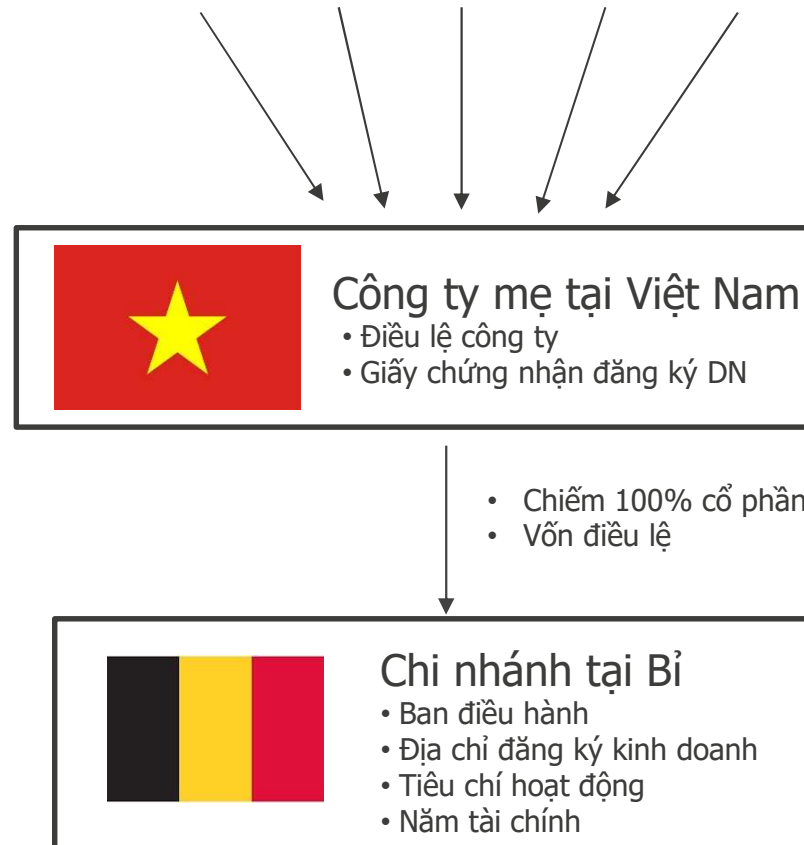 Công ty mẹ tại Việt Nam
• Điều lệ công ty
• Giấy chứng nhận đăng ký DN
• Chiếm 100% cổ phần
• Vốn điều lệ
Chi nhánh tại Bỉ
• Ban điều hành
• Địa chỉ đăng ký kinh doanh
• Tiêu chí hoạt động
• Năm tài chính